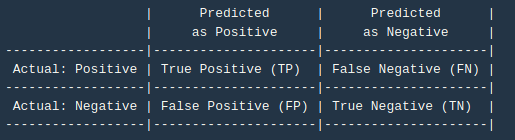 |      Predicted      |      Predicted      |
                  |     as Positive     |     as Negative     |
------------------|---------------------|---------------------|
 Actual: Positive | True Positive (TP)  | False Negative (FN) |
------------------|---------------------|---------------------|
 Actual: Negative | False Positive (FP) | True Negative (TN)  |
------------------|---------------------|---------------------|